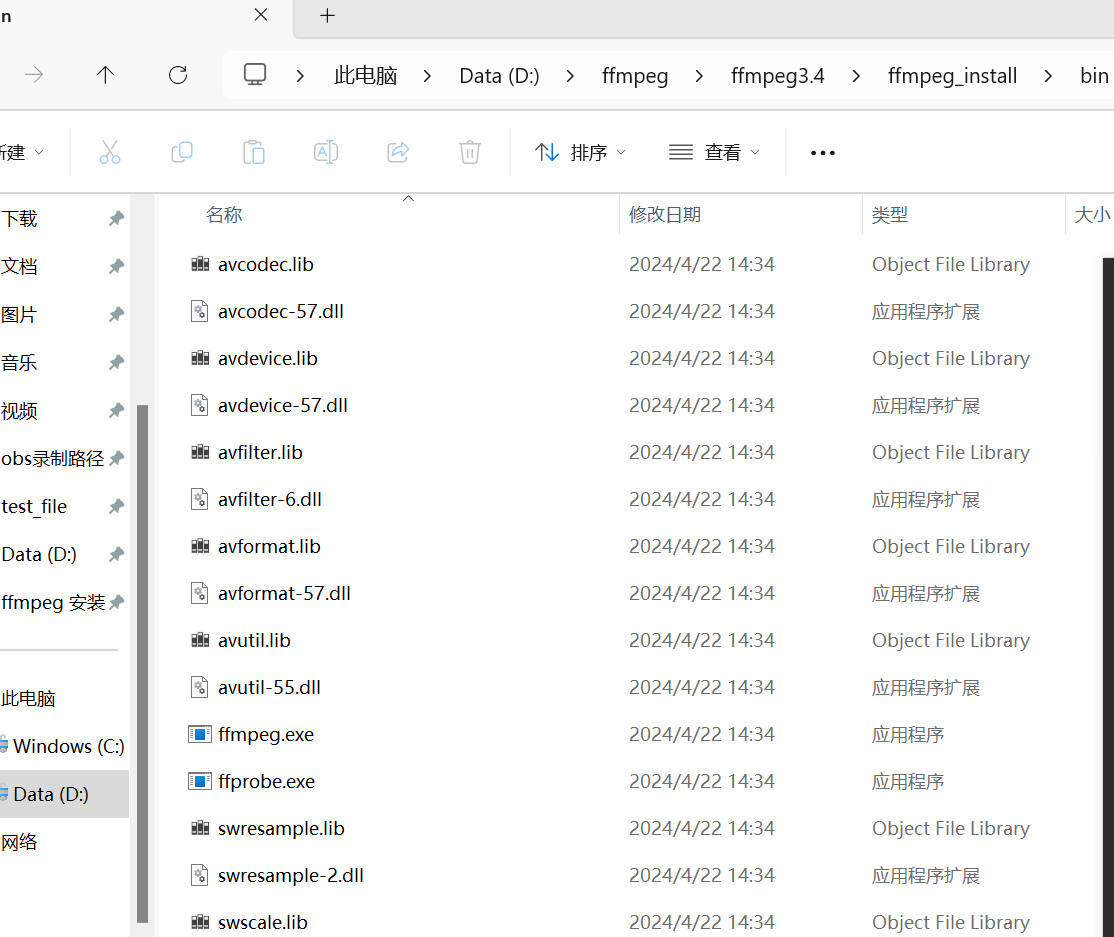 n
此电脑 Data (D:) ffmpeg ffmpeg3.4 ffmpeg_install bin
建 排序 查看
名称 修改日期 类型 大小
下载
文档
图片
音乐
视频
obs录制路径
test_file
Data (D:)
ffmpeg 安装
此电脑
Windows (C:)
Data (D:)
网络
avcodec.lib 2024/4/22 14:34 Object File Library
avcodec-57.dll 2024/4/22 14:34 应用程序扩展
avdevice.lib 2024/4/22 14:34 Object File Library
avdevice-57.dll 2024/4/22 14:34 应用程序扩展
avfilter.lib 2024/4/22 14:34 Object File Library
avfilter-6.dll 2024/4/22 14:34 应用程序扩展
avformat.lib 2024/4/22 14:34 Object File Library
avformat-57.dll 2024/4/22 14:34 应用程序扩展
avutil.lib 2024/4/22 14:34 Object File Library
avutil-55.dll 2024/4/22 14:34 应用程序扩展
ffmpeg.exe 2024/4/22 14:34 应用程序
ffprobe.exe 2024/4/22 14:34 应用程序
swresample.lib 2024/4/22 14:34 Object File Library
swresample-2.dll 2024/4/22 14:34 应用程序扩展
swscale.lib 2024/4/22 14:34 Object File Library